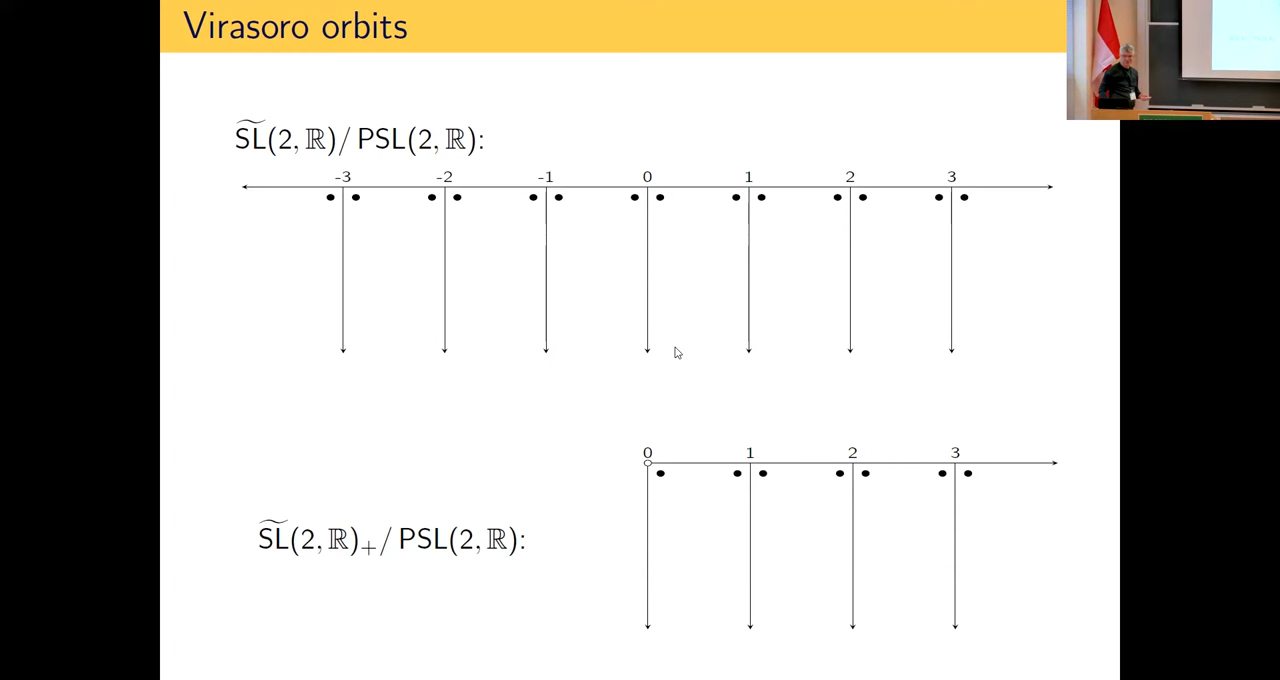 Virasoro orbits
S͠L(2, ℝ)/ PSL(2, ℝ):
-3 -2 -1 0 1 2 3
0 1 2 3
S͠L(2, ℝ)₊/ PSL(2, ℝ):